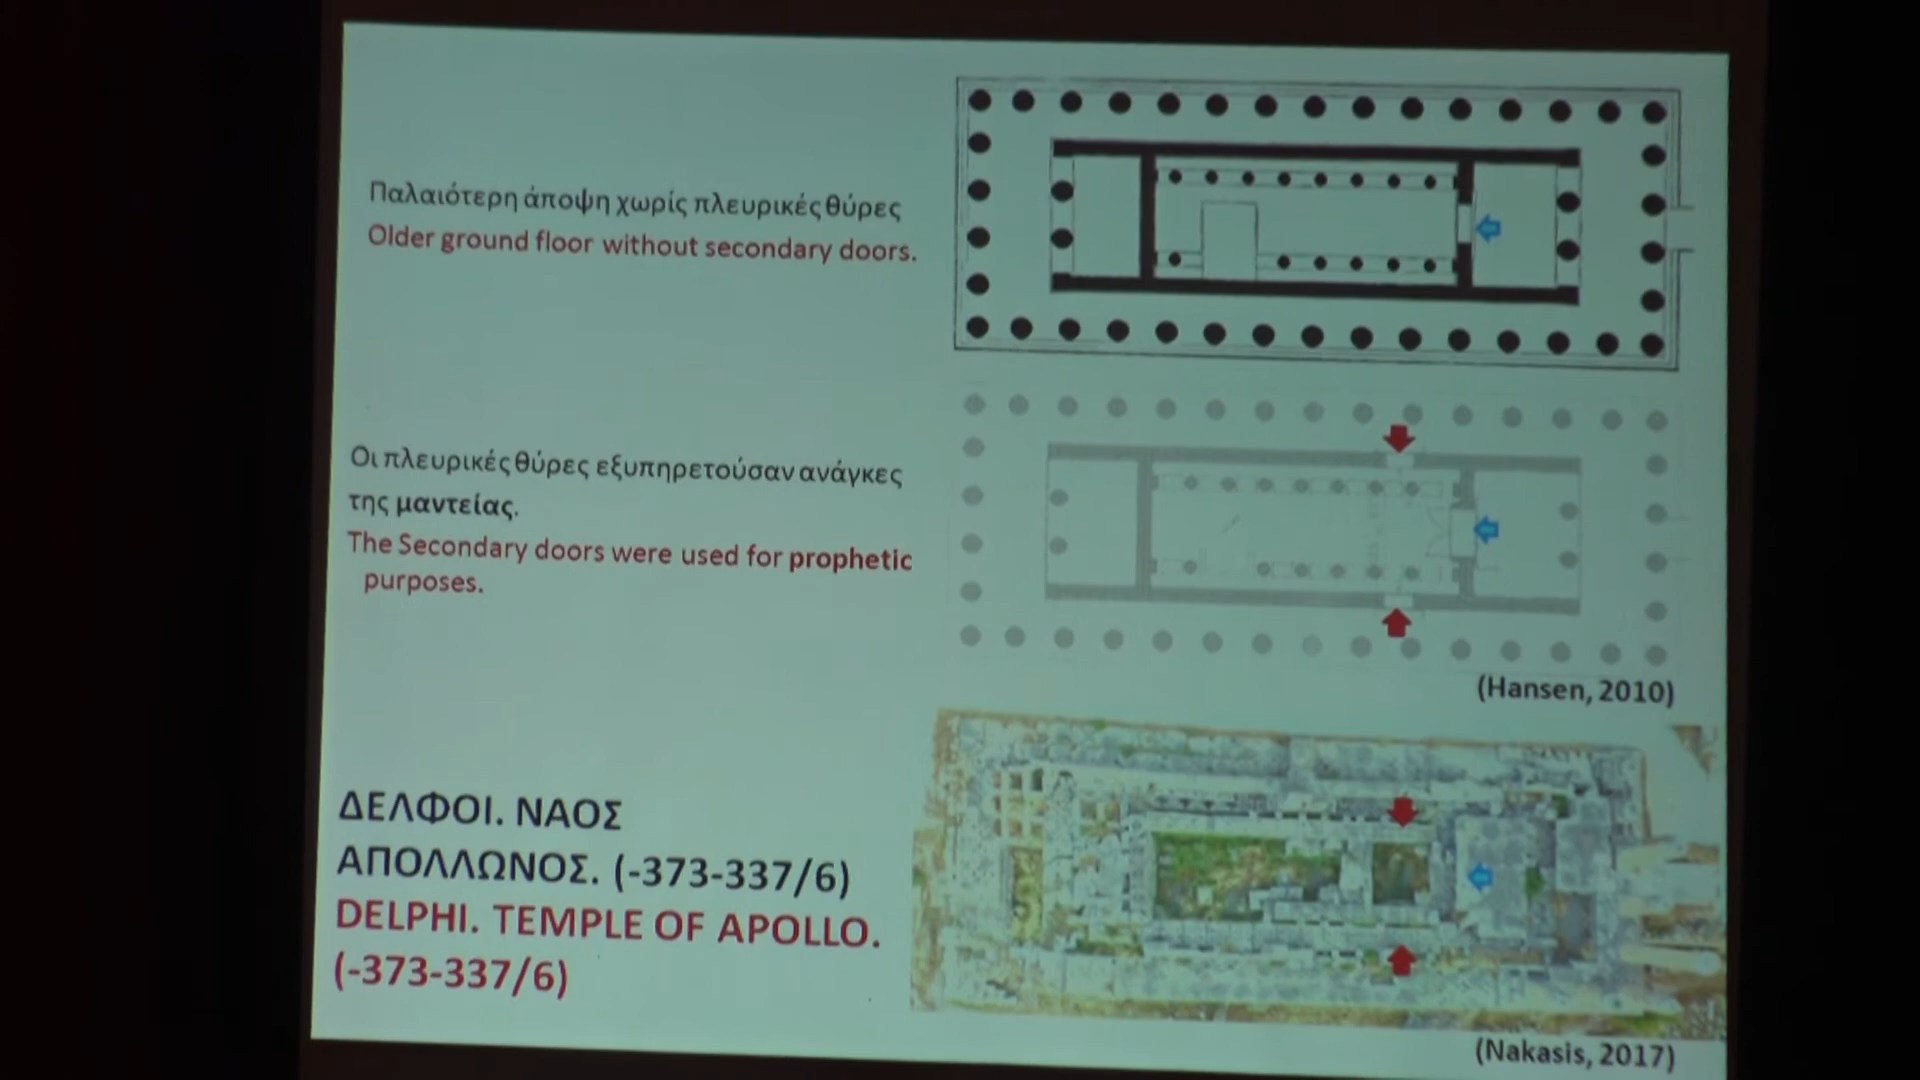 Παλαιότερη άποψη χωρίς πλευρικές θύρες
Older ground floor without secondary doors.
Οι πλευρικές θύρες εξυπηρετούσαν ανάγκες
της μαντείας.
The Secondary doors were used for prophetic
purposes.
(Hansen, 2010)
ΔΕΛΦΟΙ. ΝΑΟΣ
ΑΠΟΛΛΩΝΟΣ. (-373-337/6)
DELPHI. TEMPLE OF APOLLO.
(-373-337/6)
(Nakasis, 2017)